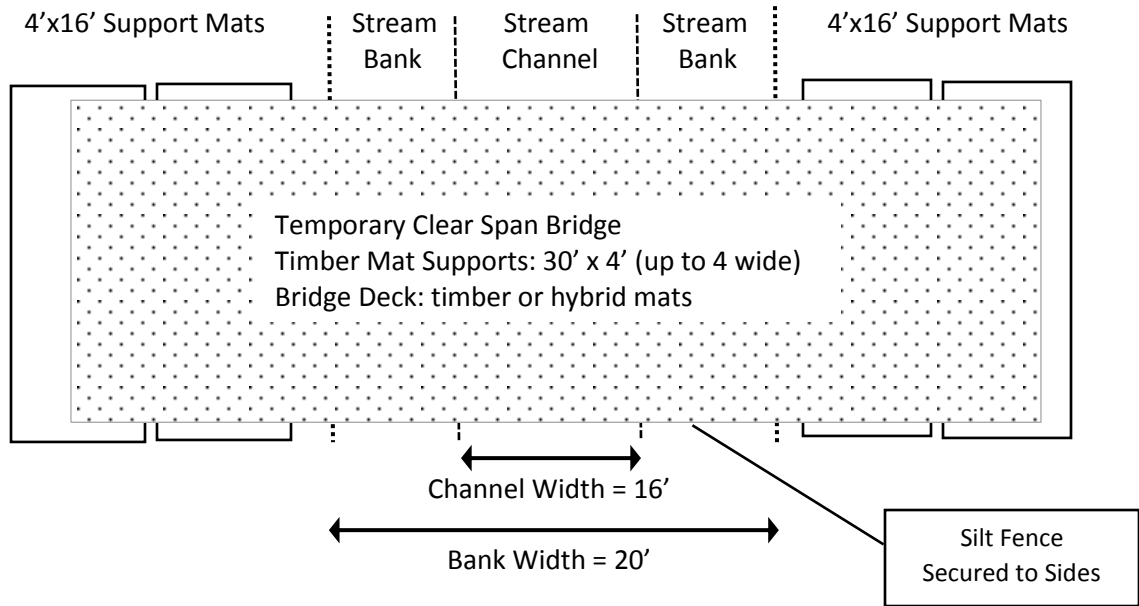 4’x16’ Support Mats
Stream
Bank
Stream
Channel
Stream
Bank
4’x16’ Support Mats
Temporary Clear Span Bridge
Timber Mat Supports: 30’ x 4’ (up to 4 wide)
Bridge Deck: timber or hybrid mats
Channel Width = 16’
Bank Width = 20’
Silt Fence
Secured to Sides